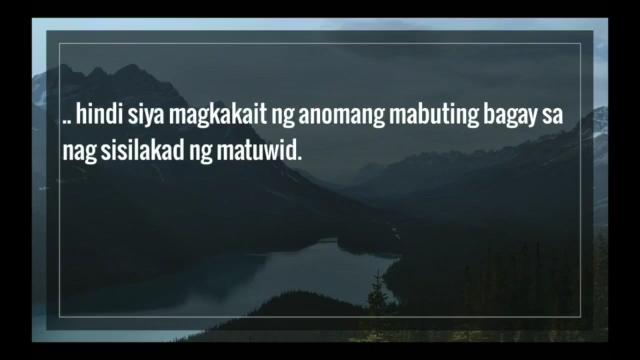 .. hindi siya magkakait ng anomang mabuting bagay sa
nag sisilakad ng matuwid.